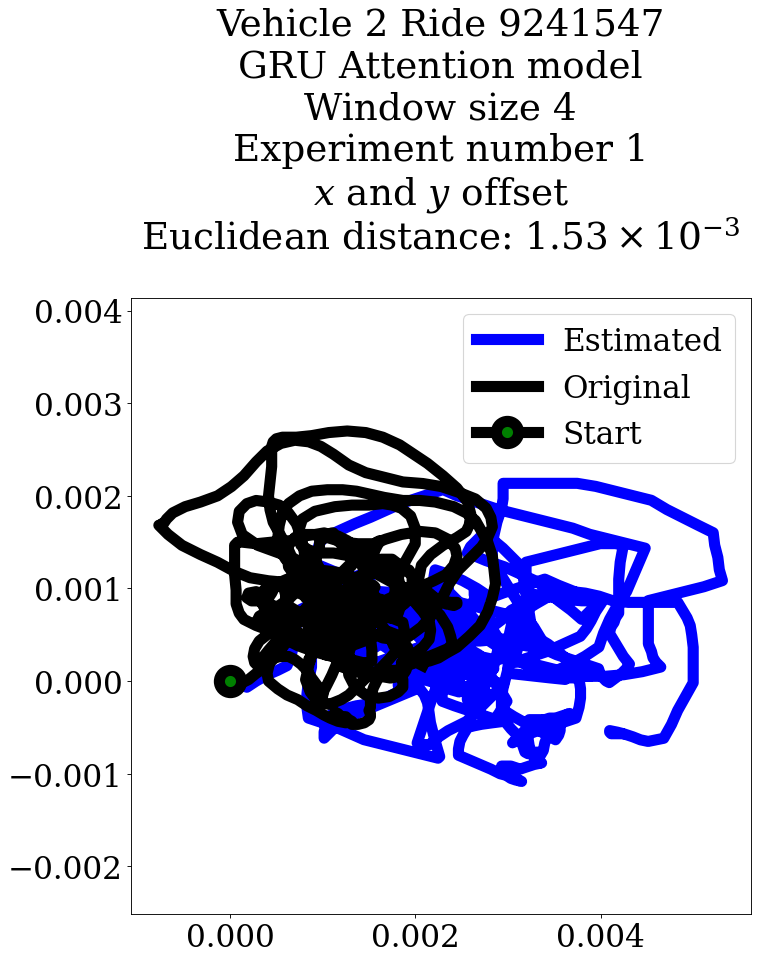 Vehicle 2 Ride 9241547
GRU Attention model
Window size 4
Experiment number 1
x and y offset
Euclidean distance: 1.53 × 10⁻³
Estimated
Original
Start
0.004
0.003
0.002
0.001
0.000
−0.001
−0.002
0.000 0.002 0.004